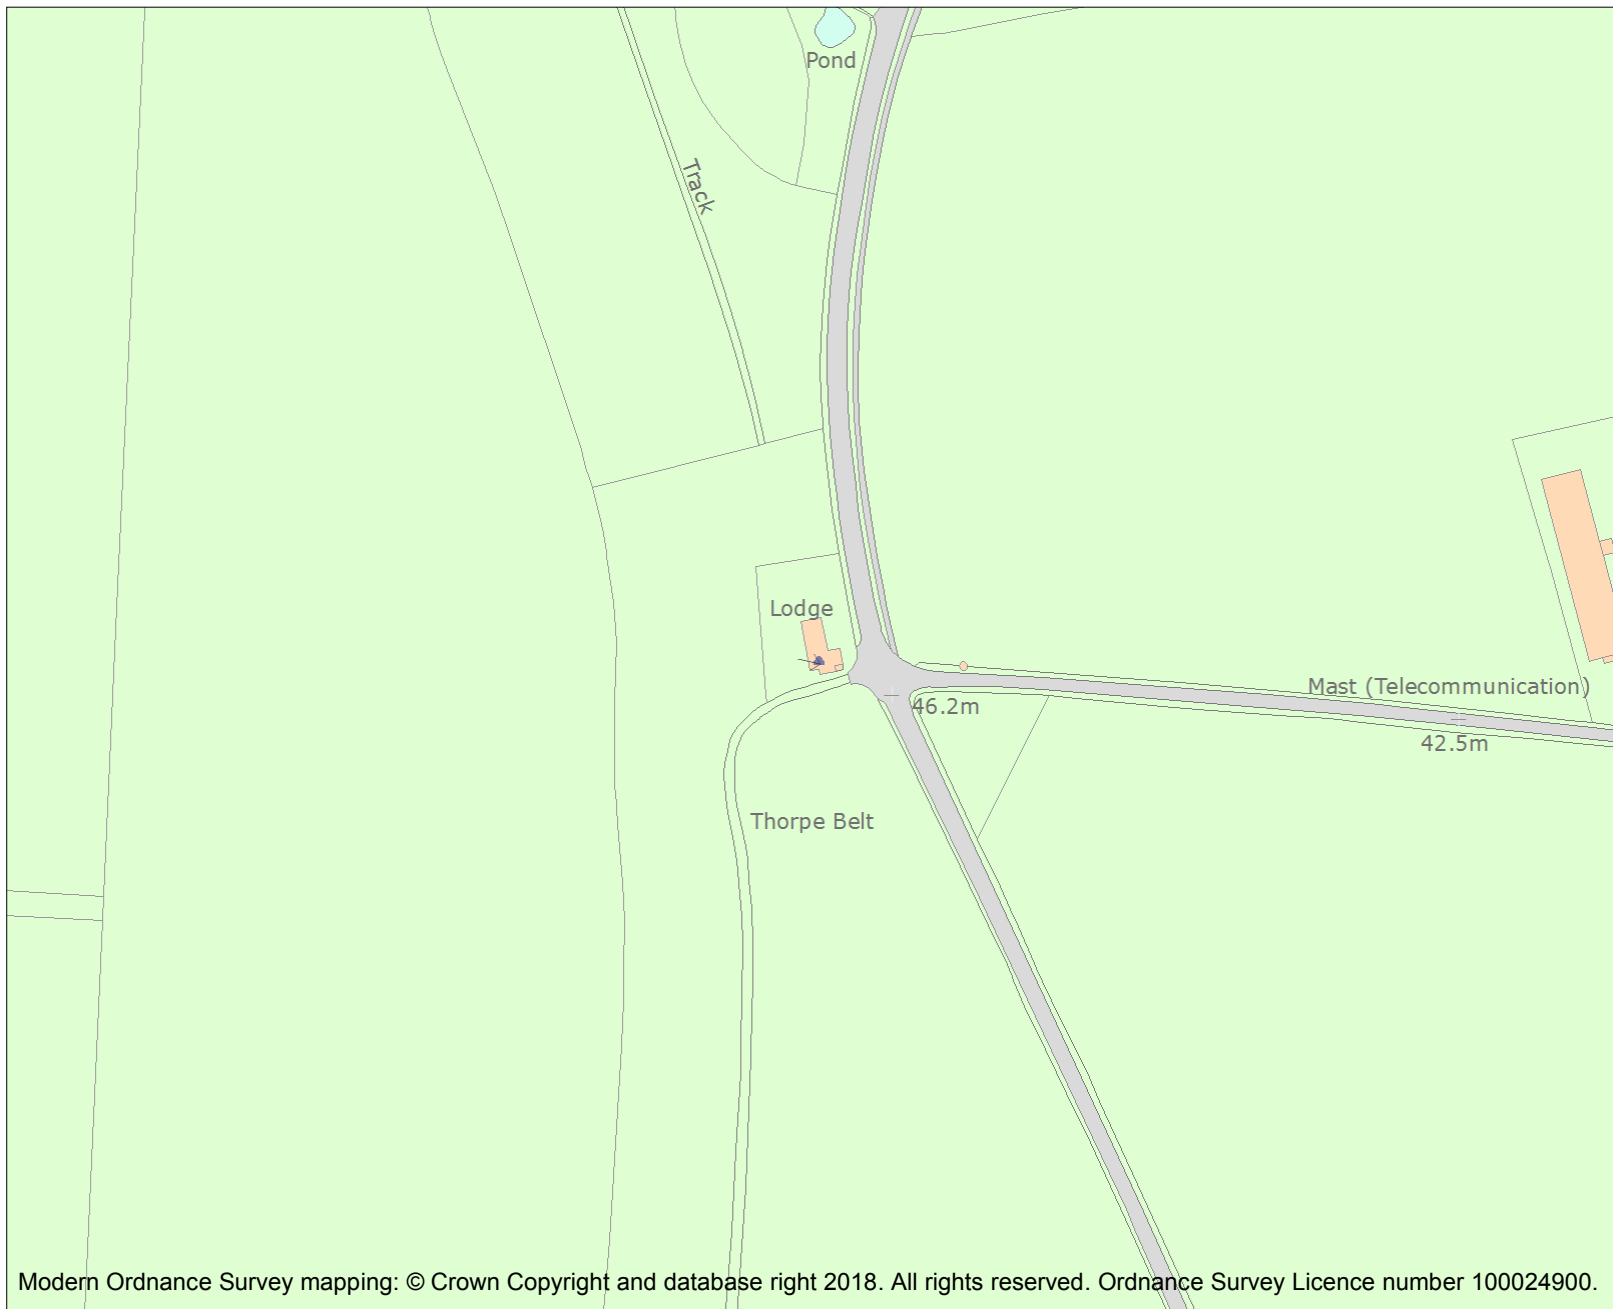 Pond
Track
Lodge
Mast (Telecommunication)
46.2m
42.5m
Thorpe Belt
Modern Ordnance Survey mapping: © Crown Copyright and database right 2018. All rights reserved. Ordnance Survey Licence number 100024900.